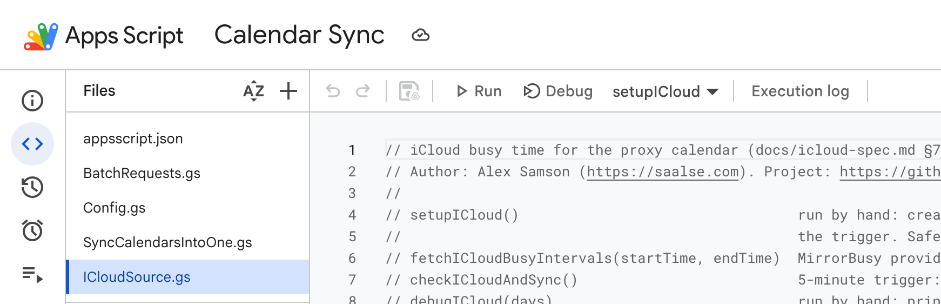 Apps Script Calendar Sync
Files AZ Run Debug setupICloud Execution log
appsscript.json
BatchRequests.gs
Config.gs
SyncCalendarsIntoOne.gs
ICloudSource.gs
1 // iCloud busy time for the proxy calendar (docs/icloud-spec.md §7
2 // Author: Alex Samson (https://saalse.com). Project: https://gith
3 //
4 // setupICloud() run by hand: crea
5 // the trigger. Safe
6 // fetchICloudBusyIntervals(startTime, endTime) MirrorBusy provid
7 // checkICloudAndSync() 5-minute trigger:
8 // debugICloud(days) run by hand: prin